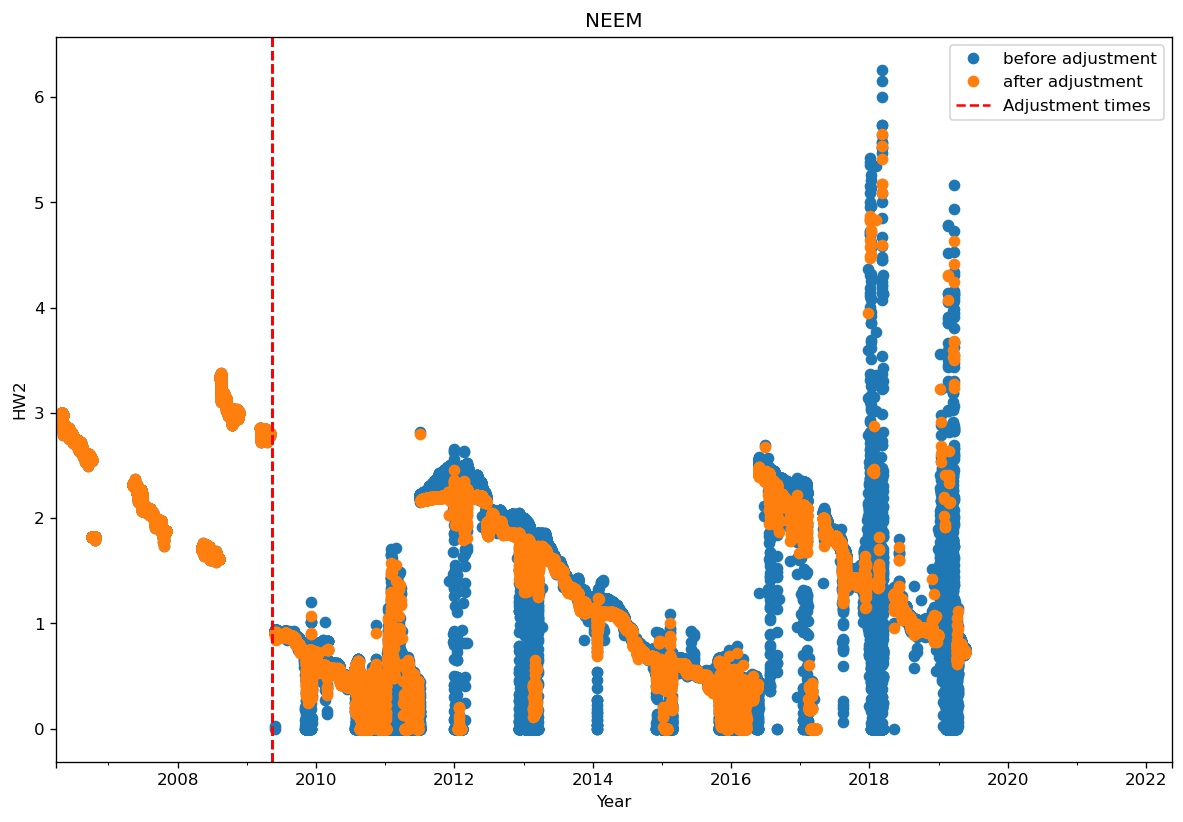 NEEM
before adjustment
after adjustment
Adjustment times
HW2
6
5
4
3
2
1
0
2008 2010 2012 2014 2016 2018 2020 2022
Year